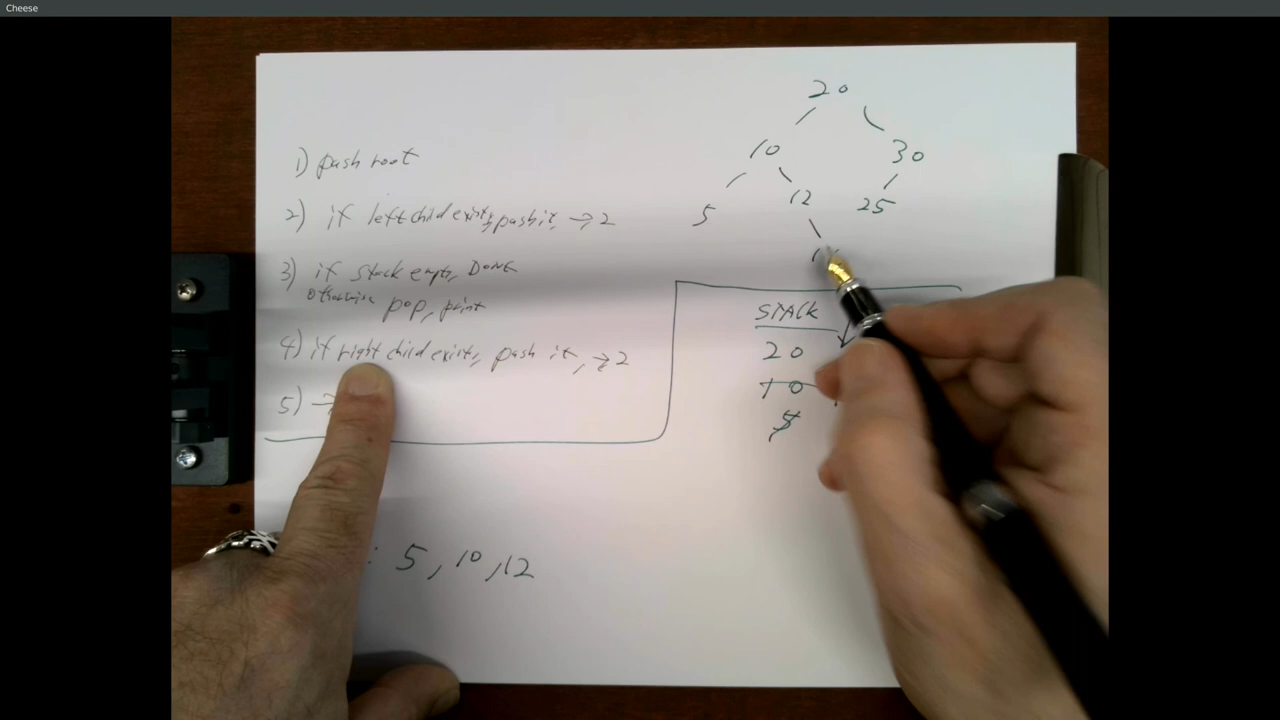 Cheese
20
10 30
5 12 25
1) push root
2) if left child exists, push it, → 2
3) if stack empty, DONE
otherwise pop, print
4) if right child exists, push it, → 2
5) →
STACK
20
10
5
: 5, 10, 12